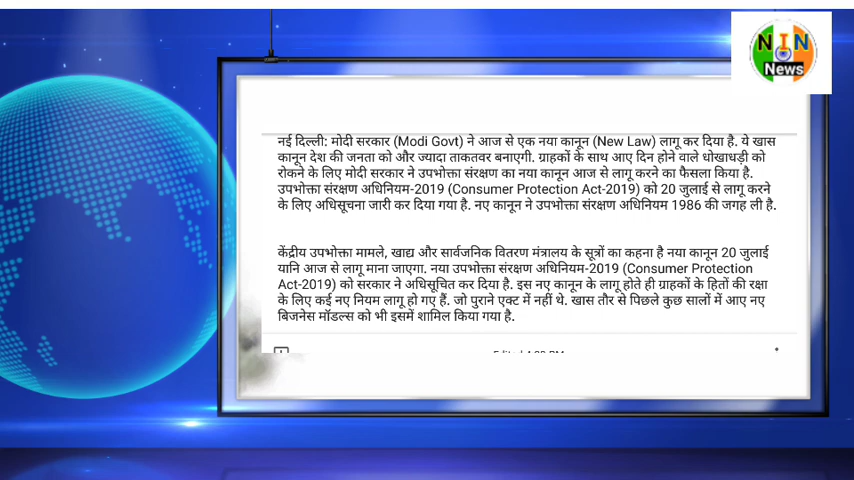 NIN
News
नई दिल्ली: मोदी सरकार (Modi Govt) ने आज से एक नया कानून (New Law) लागू कर दिया है. ये खास
कानून देश की जनता को और ज्यादा ताकतवर बनाएगी. ग्राहकों के साथ आए दिन होने वाले धोखाधड़ी को
रोकने के लिए मोदी सरकार ने उपभोक्ता संरक्षण का नया कानून आज से लागू करने का फैसला किया है.
उपभोक्ता संरक्षण अधिनियम-2019 (Consumer Protection Act-2019) को 20 जुलाई से लागू करने
के लिए अधिसूचना जारी कर दिया गया है. नए कानून ने उपभोक्ता संरक्षण अधिनियम 1986 की जगह ली है.
केंद्रीय उपभोक्ता मामले, खाद्य और सार्वजनिक वितरण मंत्रालय के सूत्रों का कहना है नया कानून 20 जुलाई
यानि आज से लागू माना जाएगा. नया उपभोक्ता संरक्षण अधिनियम-2019 (Consumer Protection
Act-2019) को सरकार ने अधिसूचित कर दिया है. इस नए कानून के लागू होते ही ग्राहकों के हितों की रक्षा
के लिए कई नए नियम लागू हो गए हैं. जो पुराने एक्ट में नहीं थे. खास तौर से पिछले कुछ सालों में आए नए
बिजनेस मॉडल्स को भी इसमें शामिल किया गया है.